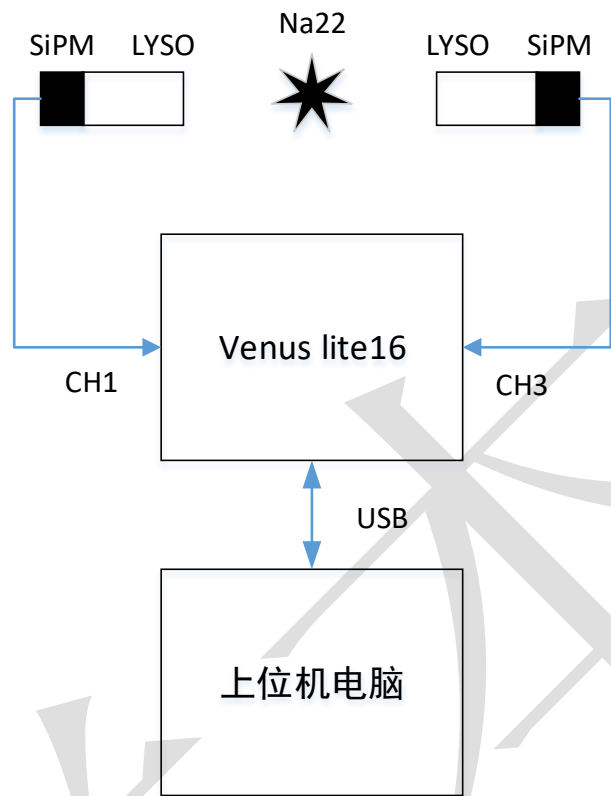 Na22
SiPM LYSO
LYSO SiPM
Venus lite16
CH1
CH3
USB
上位机电脑